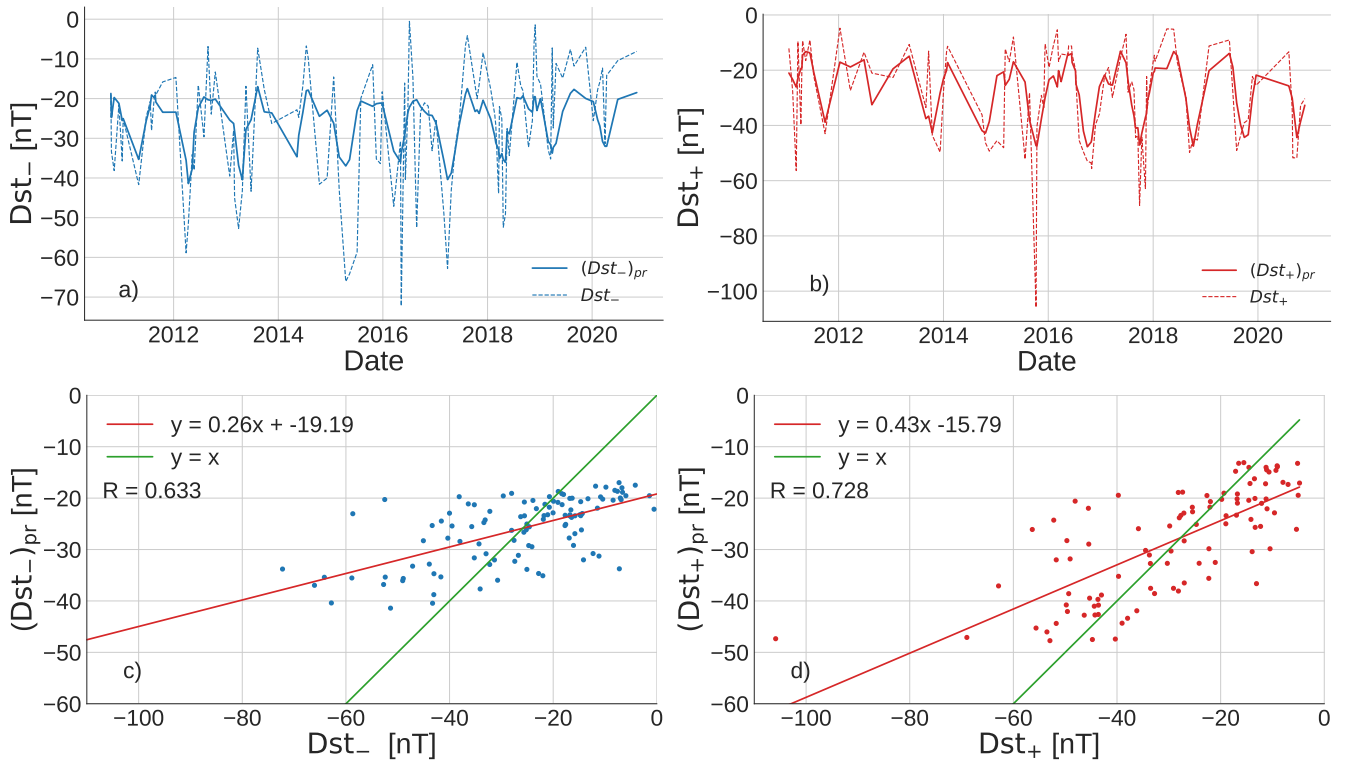 0
−10
−20
−30
−40
−50
−60
−70
Dst₋ [nT]
a)
(Dst₋)pr
Dst₋
2012 2014 2016 2018 2020
Date
0
−20
−40
−60
−80
−100
Dst₊ [nT]
b)
(Dst₊)pr
Dst₊
2012 2014 2016 2018 2020
Date
0
−10
−20
−30
−40
−50
−60
(Dst₋)pr [nT]
y = 0.26x + -19.19
y = x
R = 0.633
c)
−100 −80 −60 −40 −20 0
Dst₋ [nT]
0
−10
−20
−30
−40
−50
−60
(Dst₊)pr [nT]
y = 0.43x -15.79
y = x
R = 0.728
d)
−100 −80 −60 −40 −20 0
Dst₊ [nT]